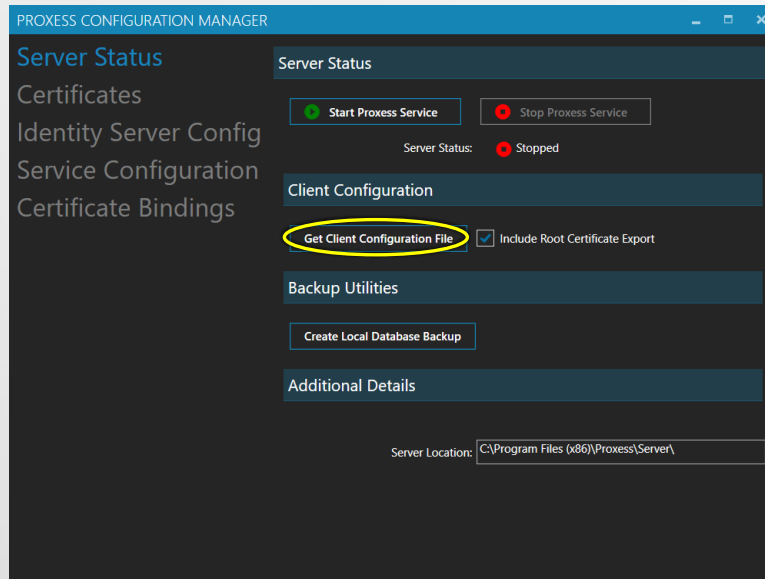 PROXESS CONFIGURATION MANAGER
Server Status
Certificates
Identity Server Config
Service Configuration
Certificate Bindings
Server Status
Start Proxess Service
Stop Proxess Service
Server Status: Stopped
Client Configuration
Get Client Configuration File
Include Root Certificate Export
Backup Utilities
Create Local Database Backup
Additional Details
Server Location: C:\Program Files (x86)\Proxess\Server\